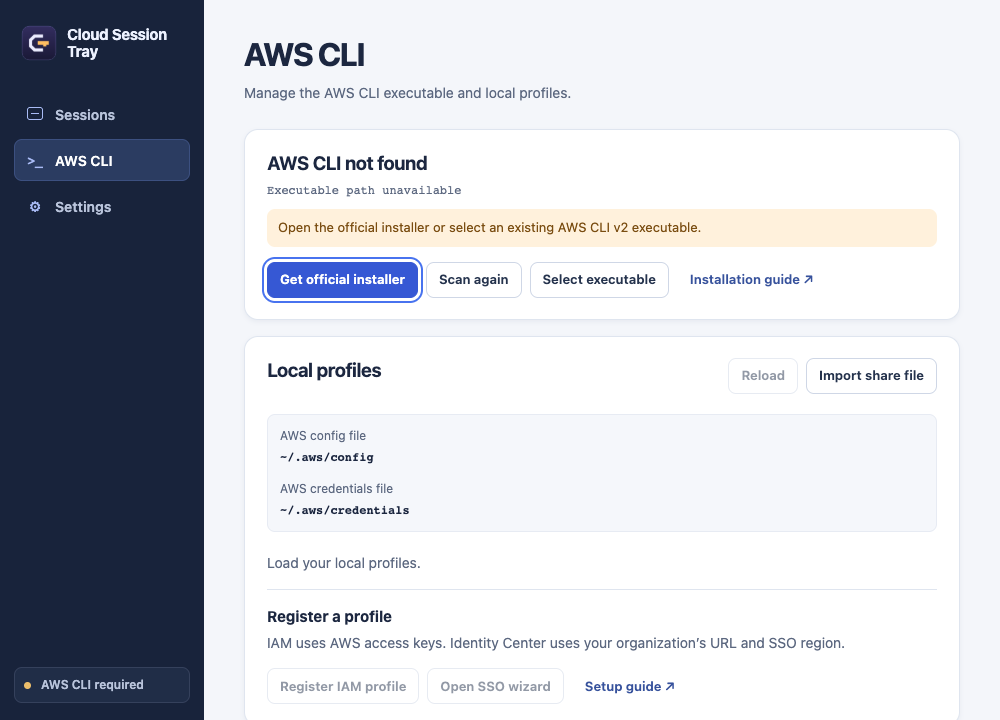 Cloud Session
Tray
Sessions
>_ AWS CLI
Settings
AWS CLI required
AWS CLI
Manage the AWS CLI executable and local profiles.
AWS CLI not found
Executable path unavailable
Open the official installer or select an existing AWS CLI v2 executable.
Get official installer Scan again Select executable Installation guide ↗
Local profiles
Reload Import share file
AWS config file
~/.aws/config
AWS credentials file
~/.aws/credentials
Load your local profiles.
Register a profile
IAM uses AWS access keys. Identity Center uses your organization’s URL and SSO region.
Register IAM profile Open SSO wizard Setup guide ↗